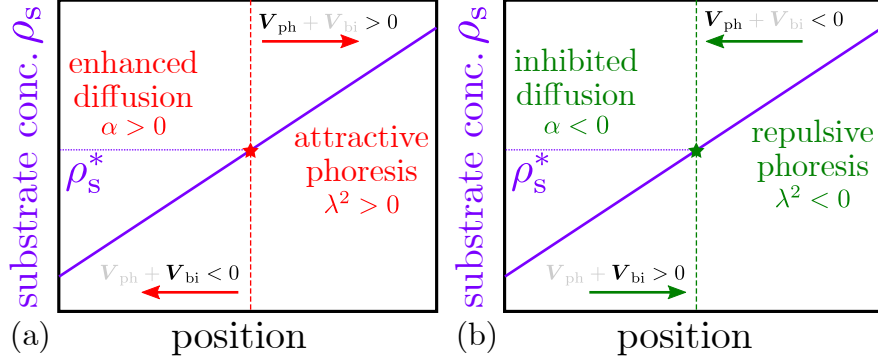 substrate conc. ρₛ
V_ph + V_bi > 0
enhanced
diffusion
α > 0
ρₛ*
attractive
phoresis
λ² > 0
V_ph + V_bi < 0
(a)
position
substrate conc. ρₛ
V_ph + V_bi < 0
inhibited
diffusion
α < 0
ρₛ*
repulsive
phoresis
λ² < 0
V_ph + V_bi > 0
(b)
position